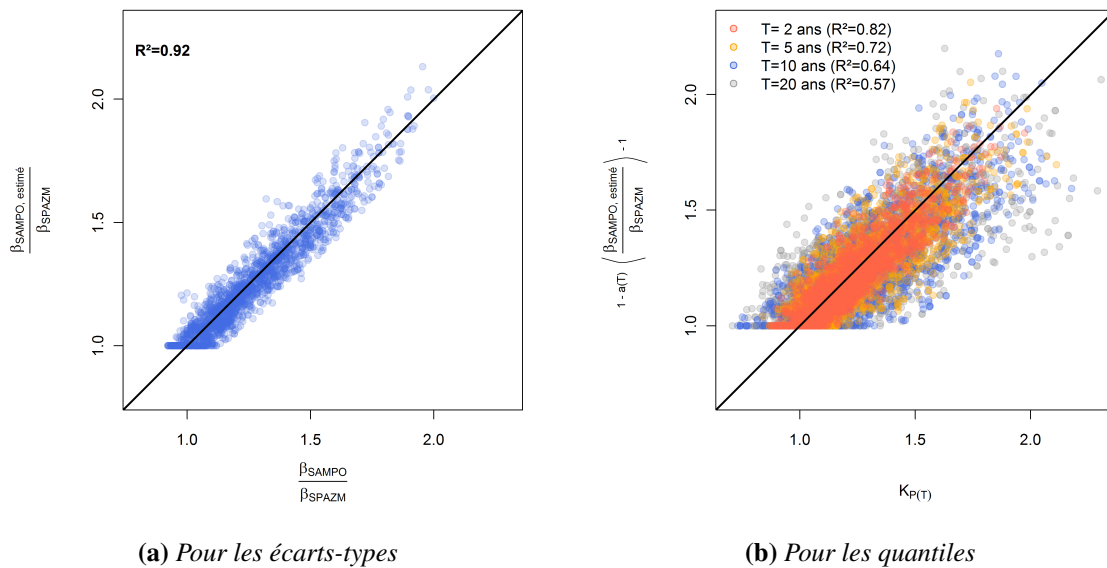 R²=0.92
2.0
1.5
1.0
β_SAMPO, estimé
β_SPAZM
1.0 1.5 2.0
β_SAMPO
β_SPAZM
(a) Pour les écarts-types
T= 2 ans (R²=0.82)
T= 5 ans (R²=0.72)
T=10 ans (R²=0.64)
T=20 ans (R²=0.57)
2.0
1.5
1.0
1 - a(T) ( β_SAMPO, estimé / β_SPAZM ) - 1
1.0 1.5 2.0
K_P(T)
(b) Pour les quantiles